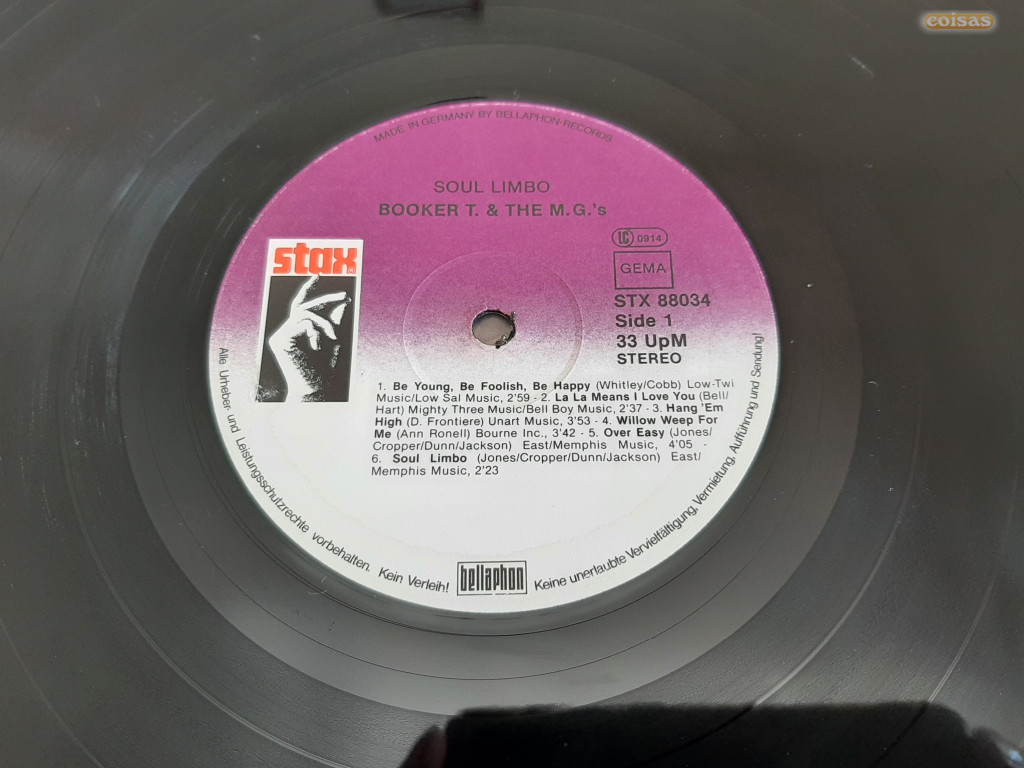 coisas
MADE IN GERMANY BY BELLAPHON-RECORDS
SOUL LIMBO
BOOKER T. & THE M.G.'s
stax
LC 0914
GEMA
STX 88034
Side 1
33 UpM
STEREO
1. Be Young, Be Foolish, Be Happy (Whitley/Cobb) Low-Twi
Music/Low Sal Music, 2'59 - 2. La La Means I Love You (Bell/
Hart) Mighty Three Music/Bell Boy Music, 2'37 - 3. Hang 'Em
High (D. Frontiere) Unart Music, 3'53 - 4. Willow Weep For
Me (Ann Ronell) Bourne Inc., 3'42 - 5. Over Easy (Jones/
Cropper/Dunn/Jackson) East/Memphis Music, 4'05 -
6. Soul Limbo (Jones/Cropper/Dunn/Jackson) East/
Memphis Music, 2'23
Alle Urheber- und Leistungsschutzrechte vorbehalten. Kein Verleih! Keine unerlaubte Vervielfältigung, Vermietung, Aufführung und Sendung!
bellaphon